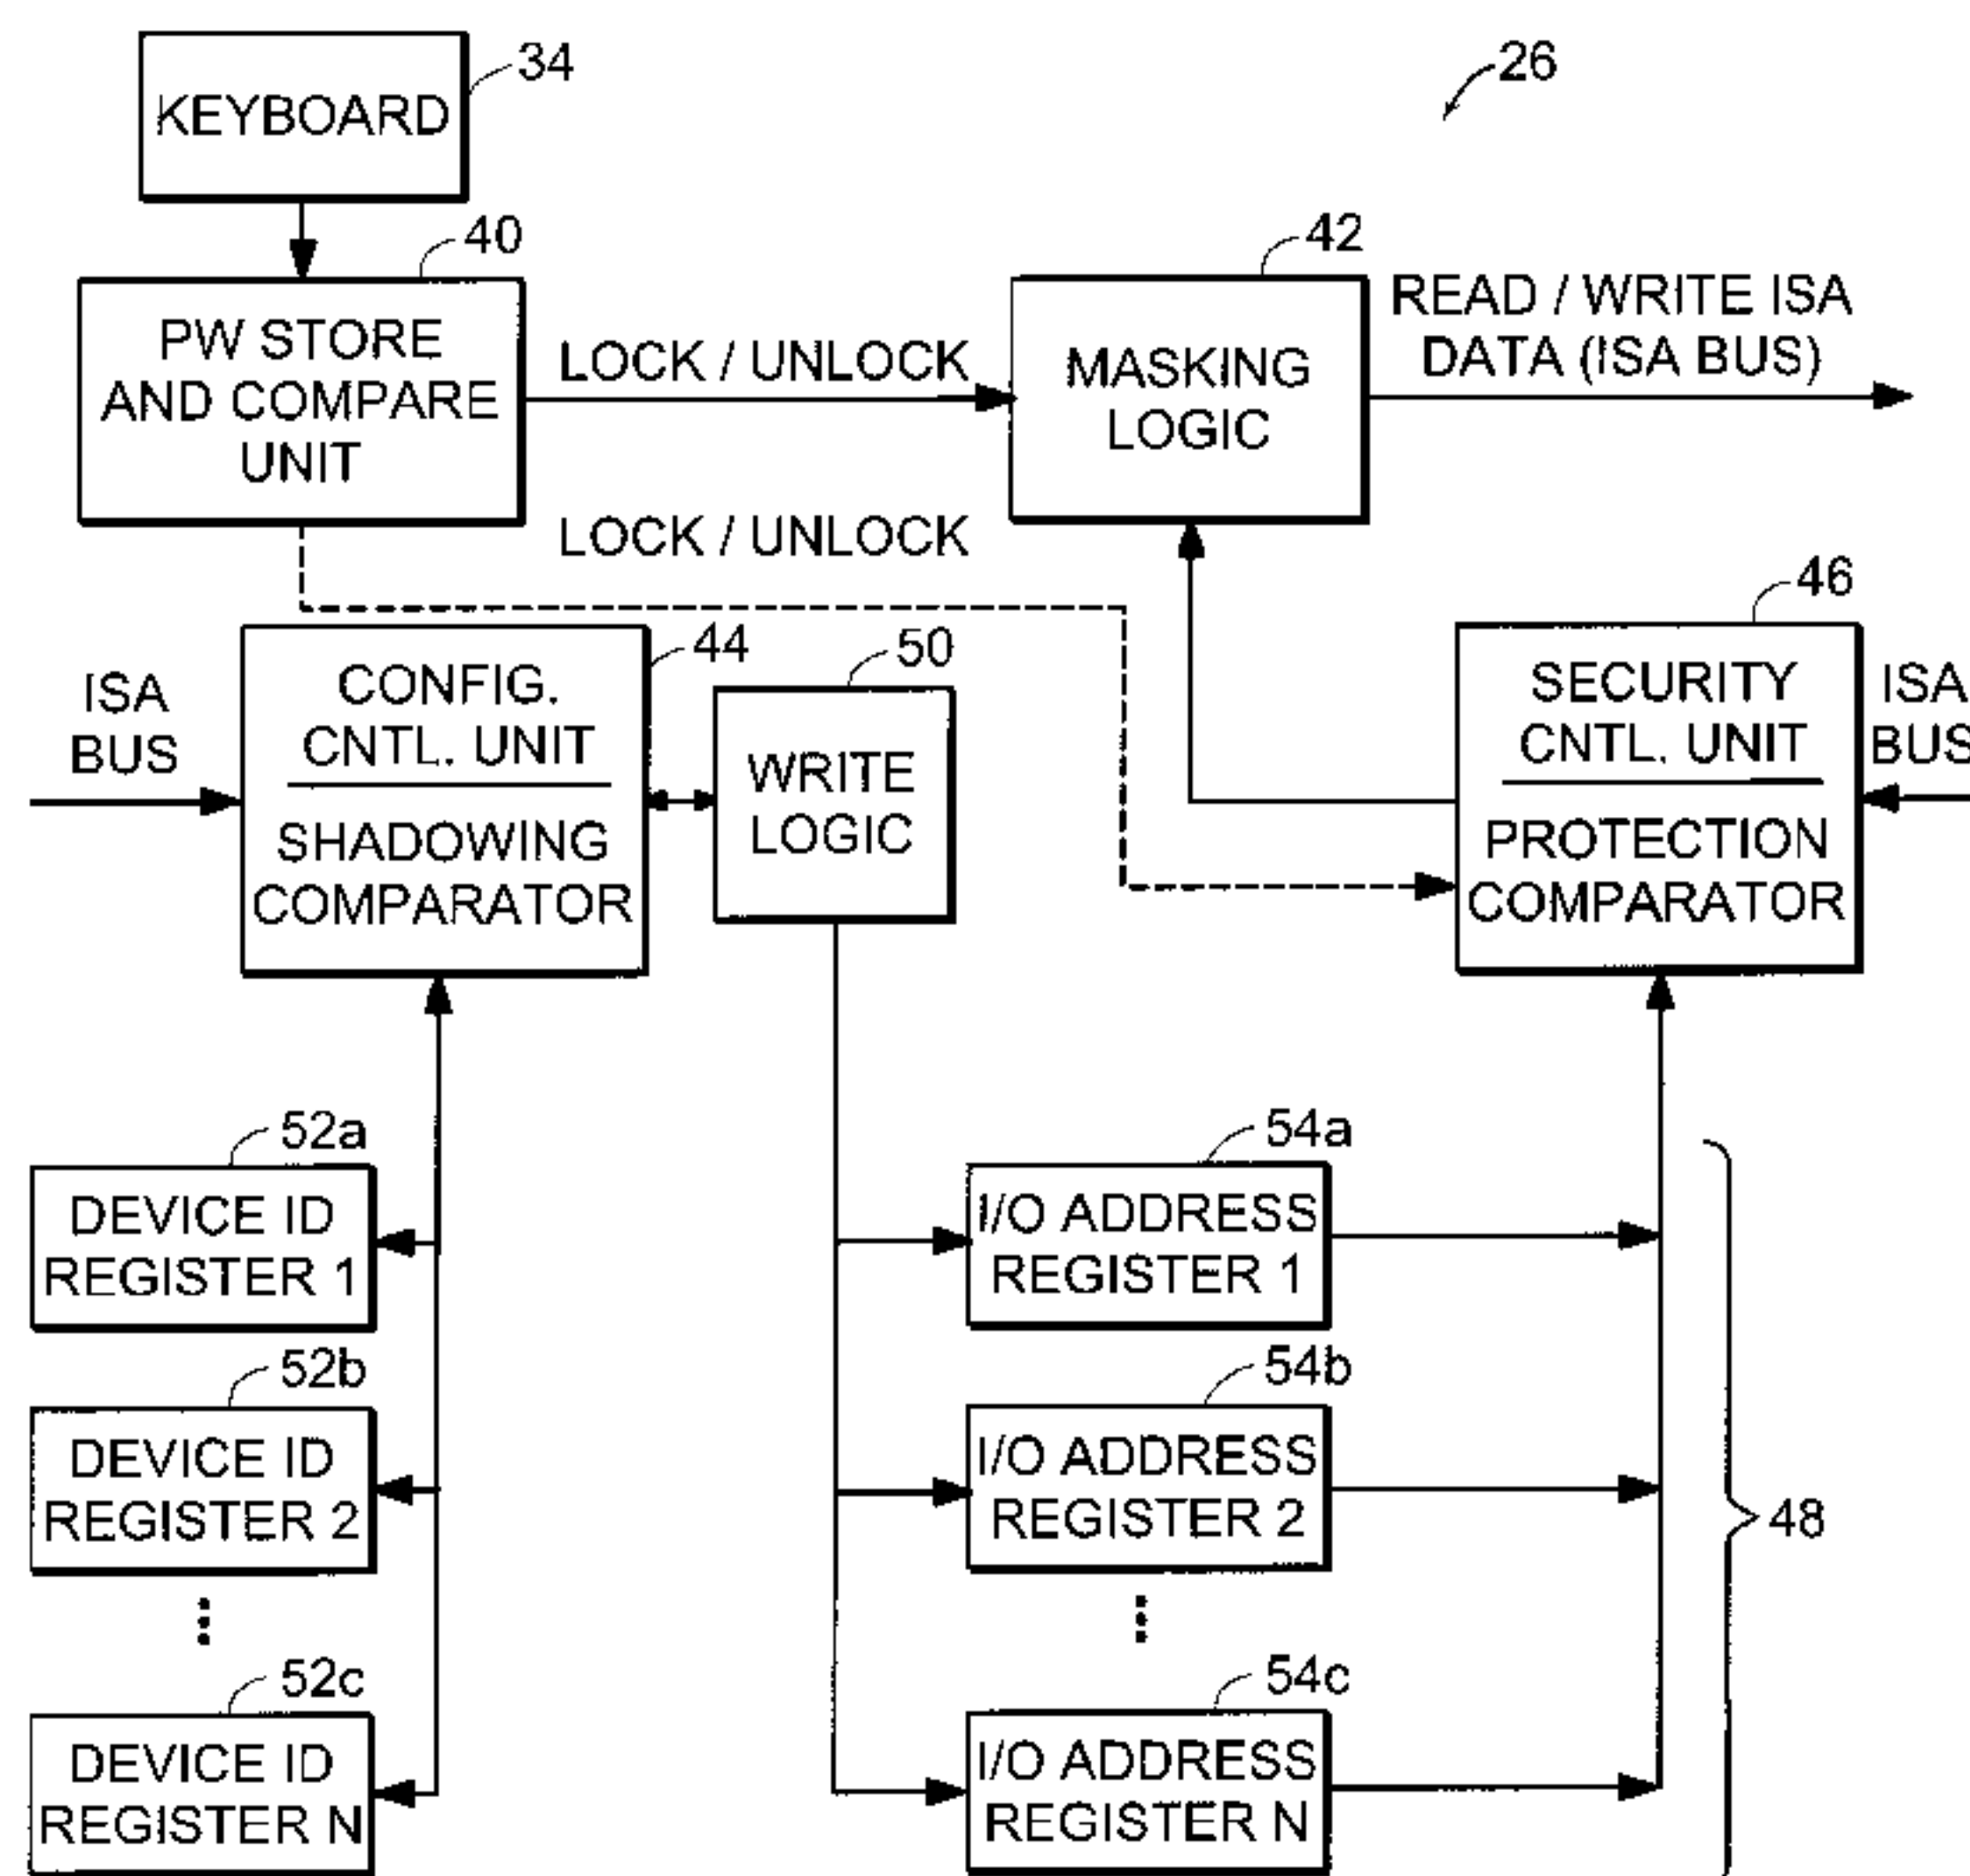 KEYBOARD
34
26
40
PW STORE
AND COMPARE
UNIT
LOCK / UNLOCK
42
MASKING
LOGIC
READ / WRITE ISA
DATA (ISA BUS)
LOCK / UNLOCK
ISA
BUS
44
CONFIG.
CNTL. UNIT
SHADOWING
COMPARATOR
50
WRITE
LOGIC
46
SECURITY
CNTL. UNIT
PROTECTION
COMPARATOR
ISA
BUS
52a
DEVICE ID
REGISTER 1
52b
DEVICE ID
REGISTER 2
52c
DEVICE ID
REGISTER N
54a
I/O ADDRESS
REGISTER 1
54b
I/O ADDRESS
REGISTER 2
54c
I/O ADDRESS
REGISTER N
48